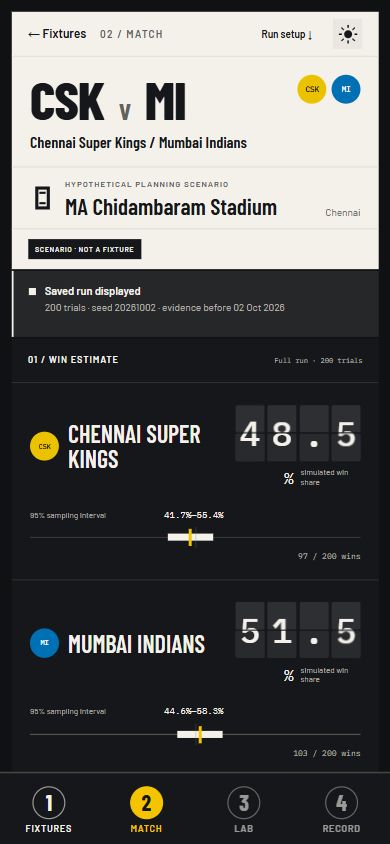 ← Fixtures 02 / MATCH Run setup ↓
CSK v MI CSK MI
Chennai Super Kings / Mumbai Indians
HYPOTHETICAL PLANNING SCENARIO
MA Chidambaram Stadium Chennai
SCENARIO · NOT A FIXTURE
Saved run displayed
200 trials · seed 20261002 · evidence before 02 Oct 2026
01 / WIN ESTIMATE Full run · 200 trials
CSK CHENNAI SUPER KINGS 48.5
% simulated win share
95% sampling interval 41.7%–55.4%
97 / 200 wins
MI MUMBAI INDIANS 51.5
% simulated win share
95% sampling interval 44.6%–58.3%
103 / 200 wins
1 2 3 4
FIXTURES MATCH LAB RECORD